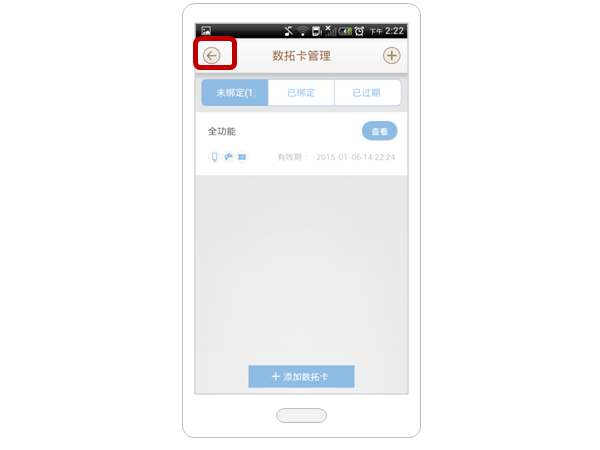 下午 2:22
数拓卡管理
未绑定(1)
已绑定
已过期
全功能
查看
有效期： 2015-01-06 14:22:24
+ 添加数拓卡